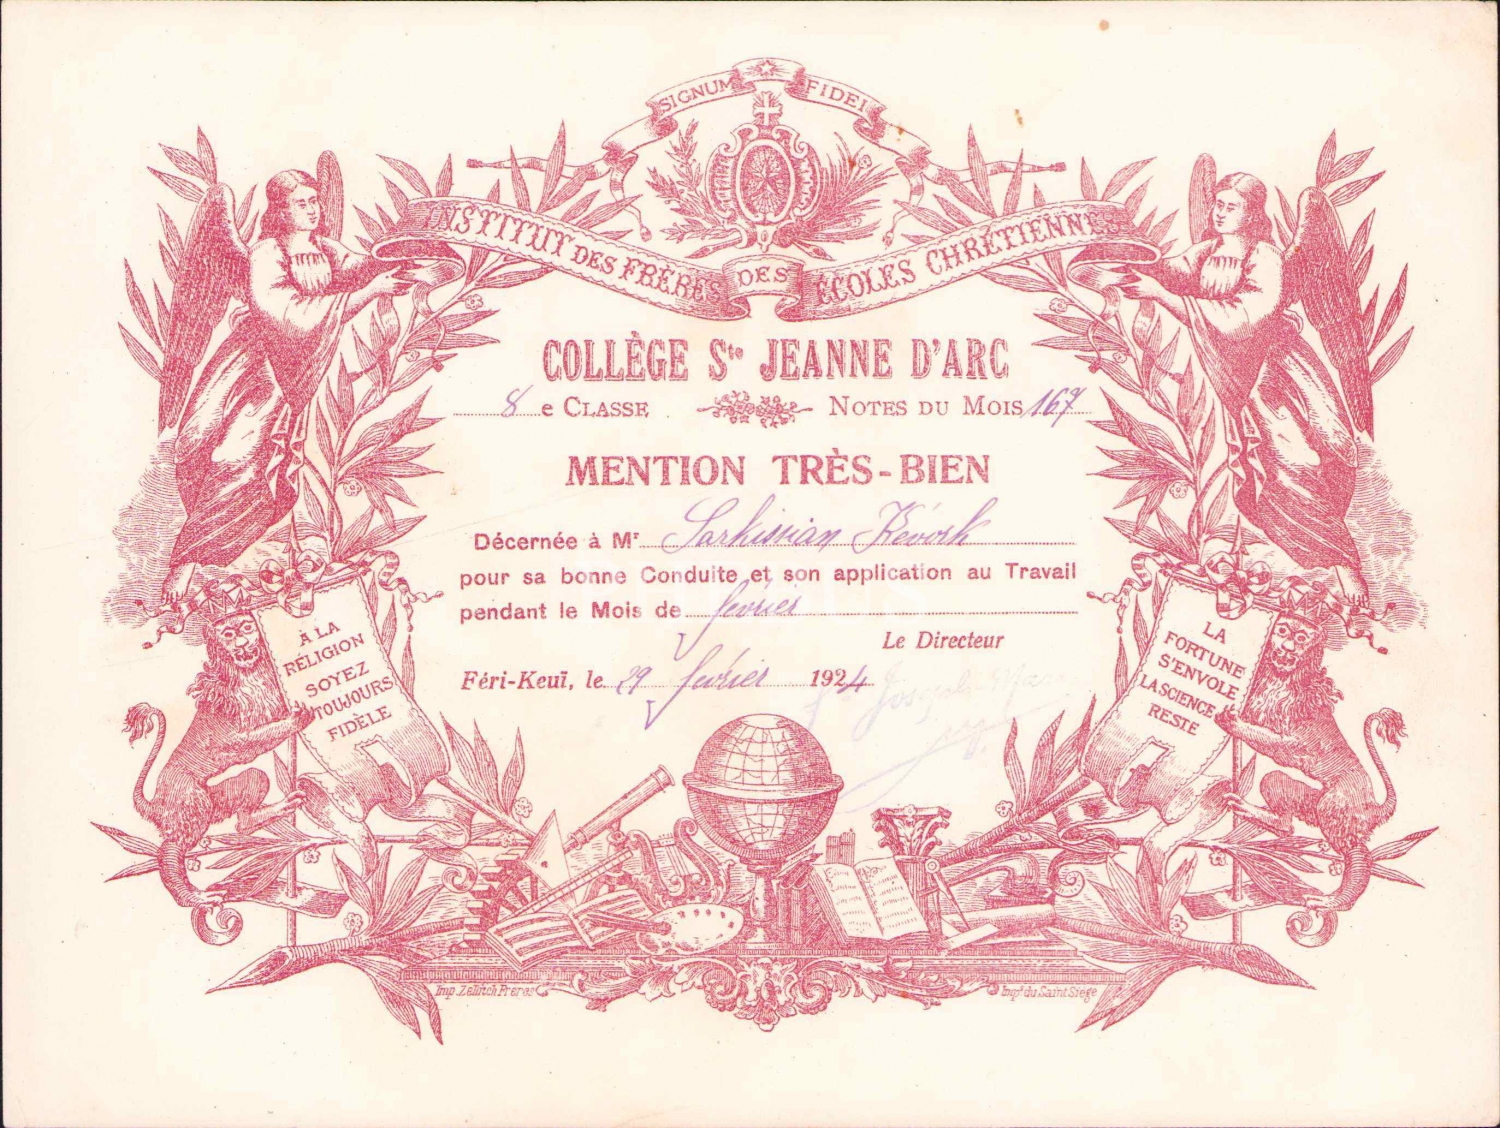 SIGNUM FIDEI
INSTITUT DES FRÈRES DES ÉCOLES CHRÉTIENNES
COLLÈGE Ste JEANNE D'ARC
8 e CLASSE NOTES DU MOIS 167
MENTION TRÈS-BIEN
Décernée à Mr Sarkissian Kévork
pour sa bonne Conduite et son application au Travail
pendant le Mois de février
Le Directeur
Féri-Keuï, le 29 février 1924
À LA
RÉLIGION
SOYEZ
TOUJOURS
FIDÈLE
LA
FORTUNE
S'ENVOLE
LA SCIENCE
RESTE
Imp. Zellitch Frères
Impr du Saint Siege